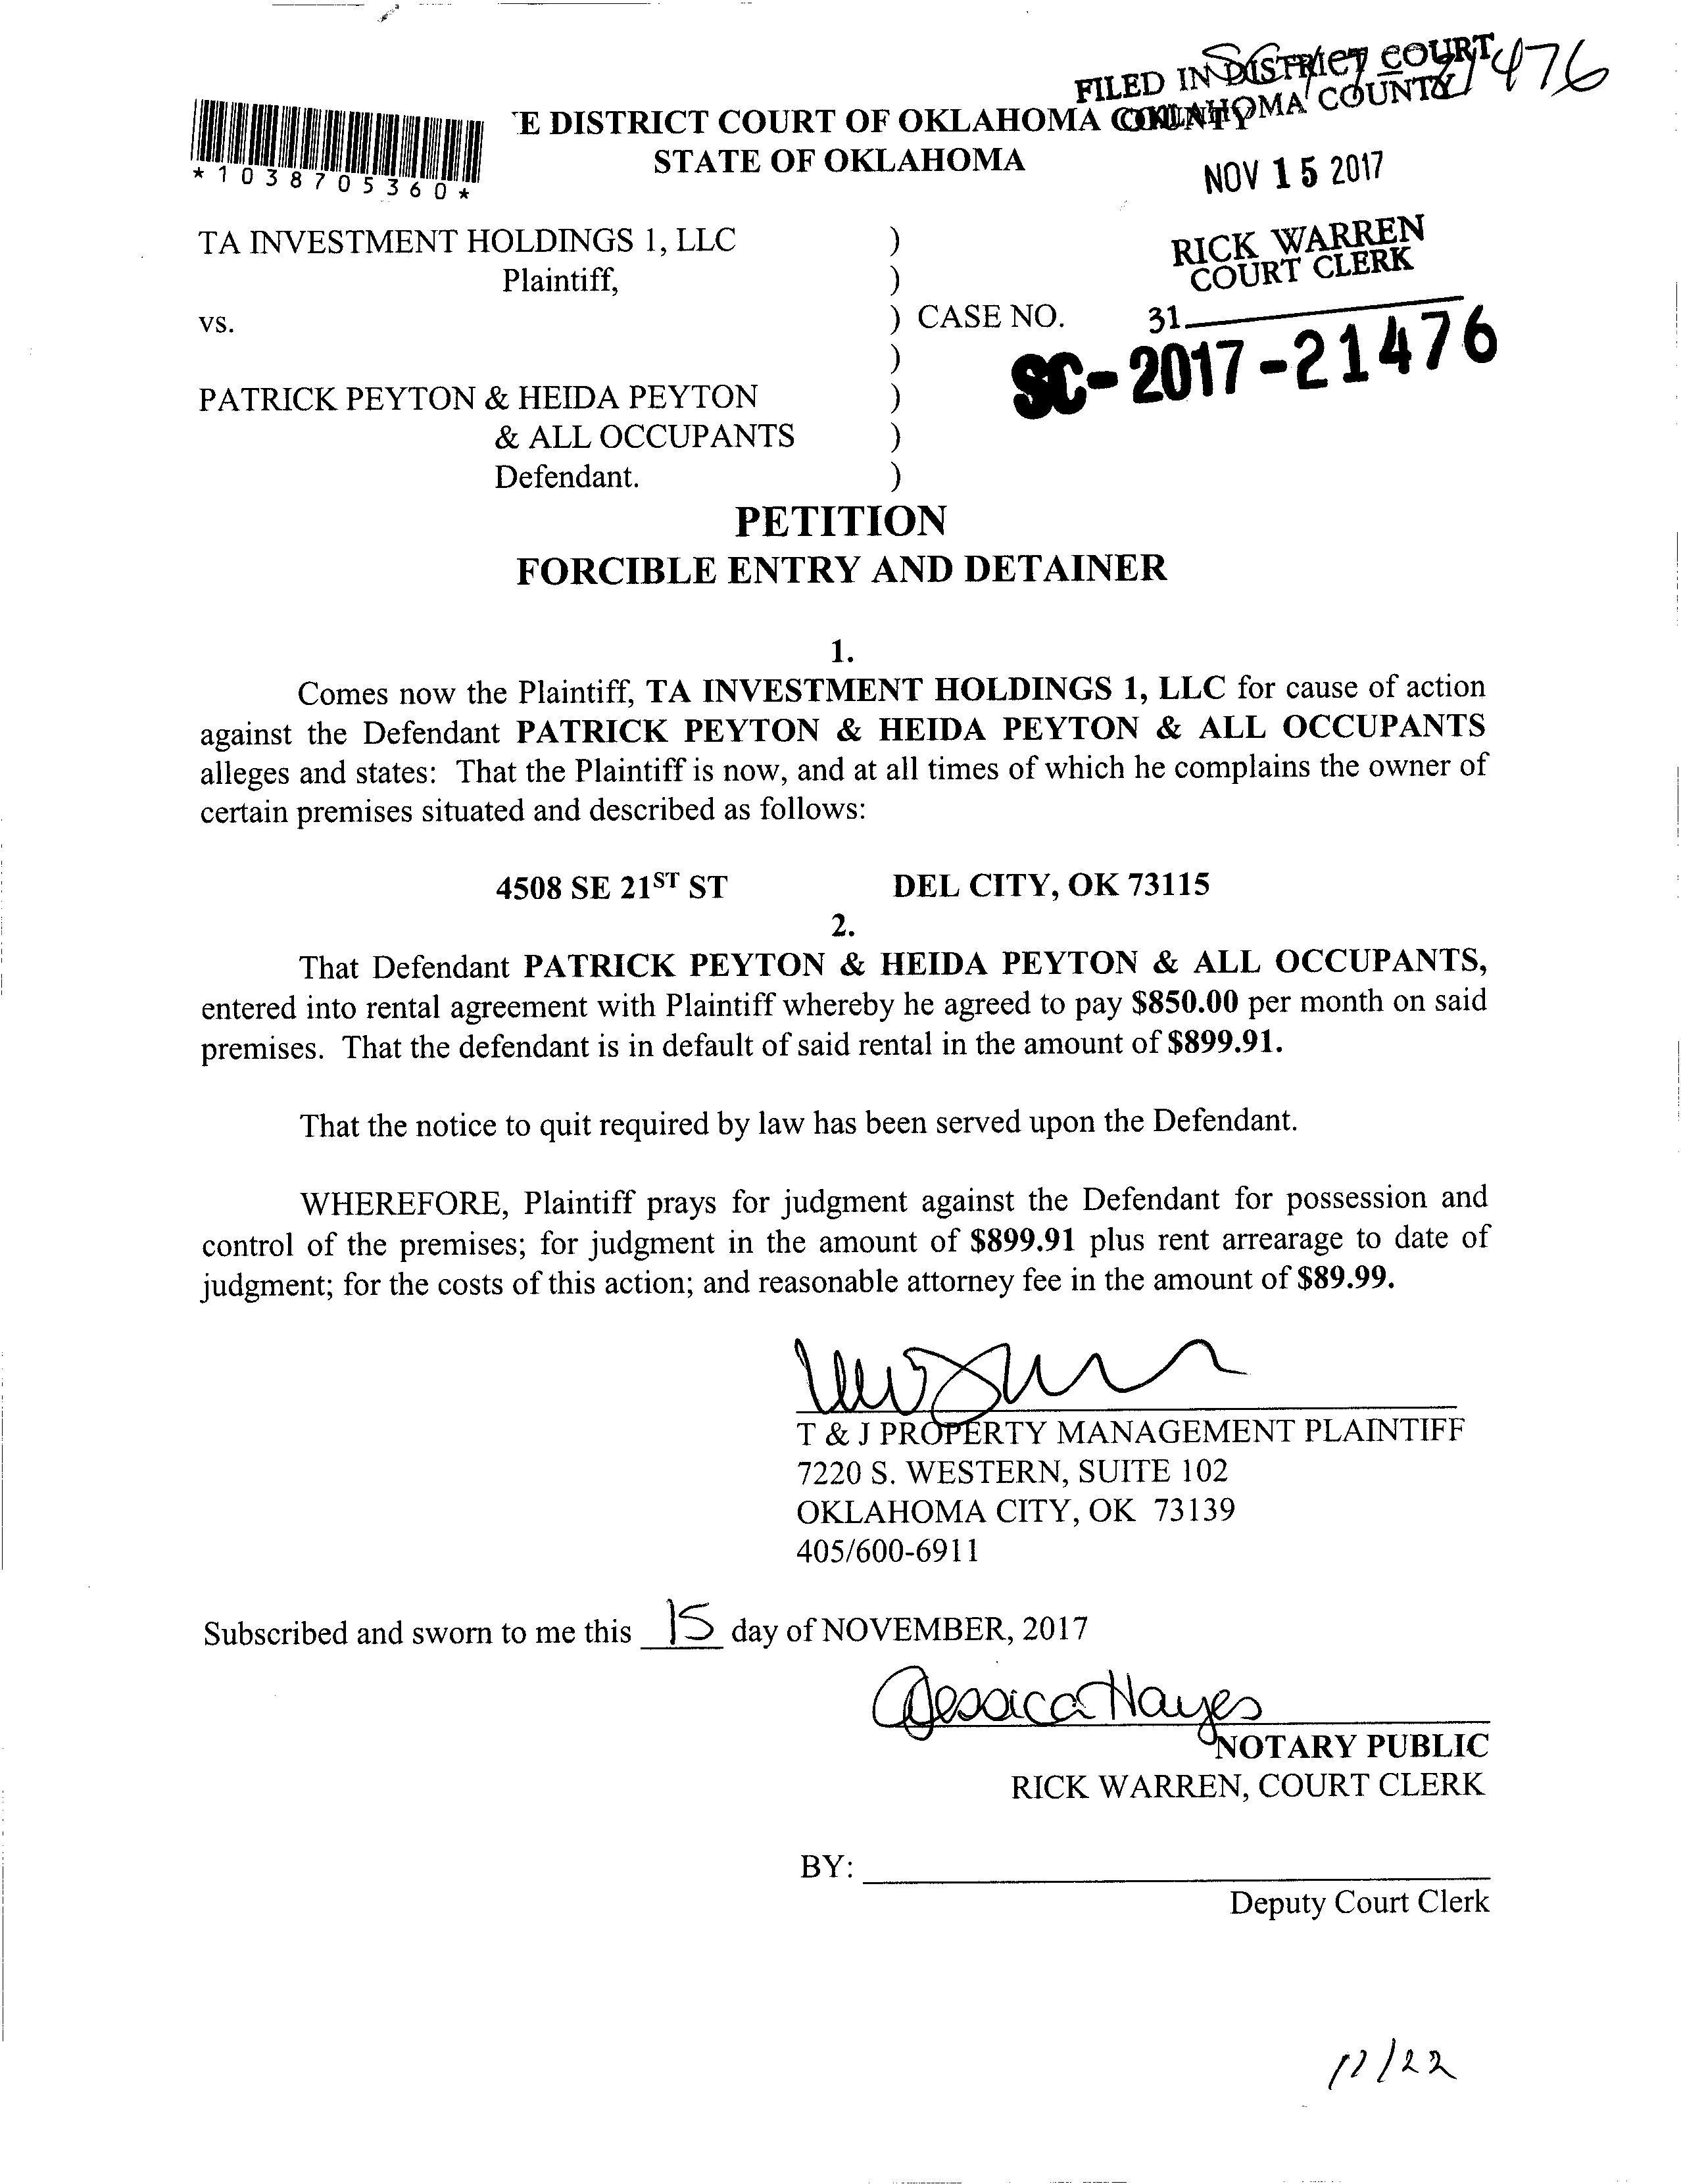 SC 17 21476
FILED IN DISTRICT COURT
OKLAHOMA COUNTY
'E DISTRICT COURT OF OKLAHOMA COUNTY
STATE OF OKLAHOMA
*1038705360*
NOV 15 2017
RICK WARREN
COURT CLERK
31
TA INVESTMENT HOLDINGS 1, LLC )
Plaintiff, )
vs. ) CASE NO.
SC-2017-21476
)
PATRICK PEYTON & HEIDA PEYTON )
& ALL OCCUPANTS )
Defendant. )
PETITION
FORCIBLE ENTRY AND DETAINER
1.
Comes now the Plaintiff, TA INVESTMENT HOLDINGS 1, LLC for cause of action
against the Defendant PATRICK PEYTON & HEIDA PEYTON & ALL OCCUPANTS
alleges and states: That the Plaintiff is now, and at all times of which he complains the owner of
certain premises situated and described as follows:
4508 SE 21ST ST DEL CITY, OK 73115
2.
That Defendant PATRICK PEYTON & HEIDA PEYTON & ALL OCCUPANTS,
entered into rental agreement with Plaintiff whereby he agreed to pay $850.00 per month on said
premises. That the defendant is in default of said rental in the amount of $899.91.
That the notice to quit required by law has been served upon the Defendant.
WHEREFORE, Plaintiff prays for judgment against the Defendant for possession and
control of the premises; for judgment in the amount of $899.91 plus rent arrearage to date of
judgment; for the costs of this action; and reasonable attorney fee in the amount of $89.99.
T & J PROPERTY MANAGEMENT PLAINTIFF
7220 S. WESTERN, SUITE 102
OKLAHOMA CITY, OK 73139
405/600-6911
Subscribed and sworn to me this 15 day of NOVEMBER, 2017
Jessica Hayes
NOTARY PUBLIC
RICK WARREN, COURT CLERK
BY:
Deputy Court Clerk
11/22